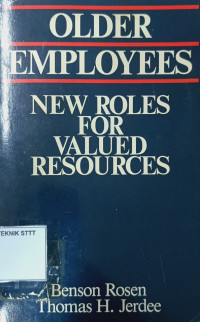 OLDER
EMPLOYEES
NEW ROLES
FOR
VALUED
RESOURCES
TEKNIK STTT
Benson Rosen
Thomas H. Jerdee